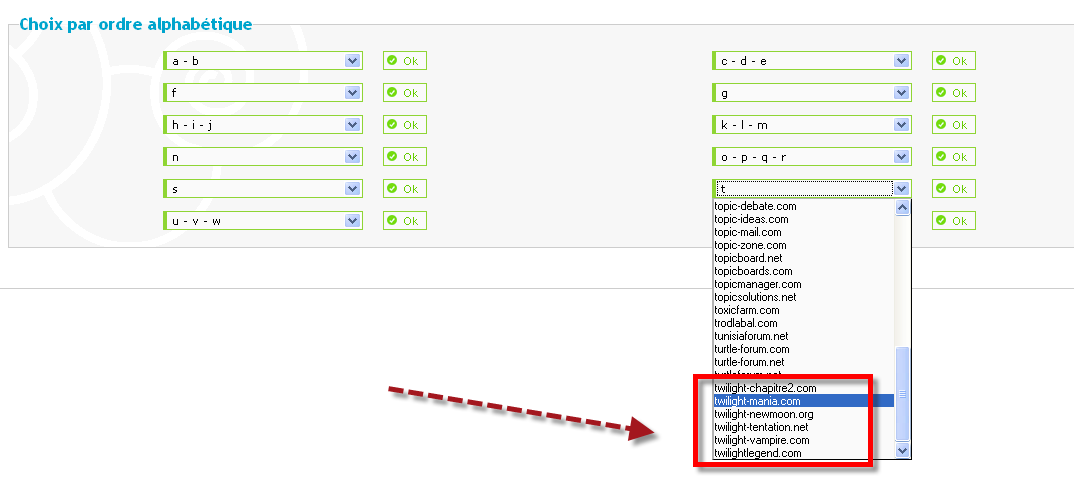 Choix par ordre alphabétique
a - b
Ok
c - d - e
Ok
f
Ok
g
Ok
h - i - j
Ok
k - l - m
Ok
n
Ok
o - p - q - r
Ok
s
Ok
t
Ok
u - v - w
Ok
Ok
topic-debate.com
topic-ideas.com
topic-mail.com
topic-zone.com
topicboard.net
topicboards.com
topicmanager.com
topicsolutions.net
toxicfarm.com
trodlabal.com
tunisiaforum.net
turtle-forum.com
turtle-forum.net
twilight-chapitre2.com
twilight-mania.com
twilight-newmoon.org
twilight-tentation.net
twilight-vampire.com
twilightlegend.com